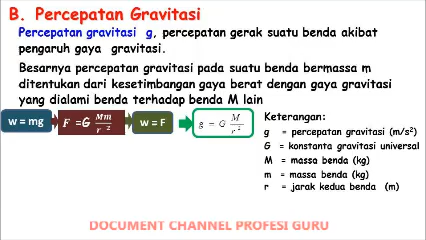 B. Percepatan Gravitasi
Percepatan gravitasi g, percepatan gerak suatu benda akibat
pengaruh gaya gravitasi.
Besarnya percepatan gravitasi pada suatu benda bermassa m
ditentukan dari kesetimbangan gaya berat dengan gaya gravitasi
yang dialami benda terhadap benda M lain
w = mg
F = G Mm / r²
w = F
g = G M / r²
Keterangan:
g = percepatan gravitasi (m/s²)
G = konstanta gravitasi universal
M = massa benda (kg)
m = massa benda (kg)
r = jarak kedua benda (m)
DOCUMENT CHANNEL PROFESI GURU